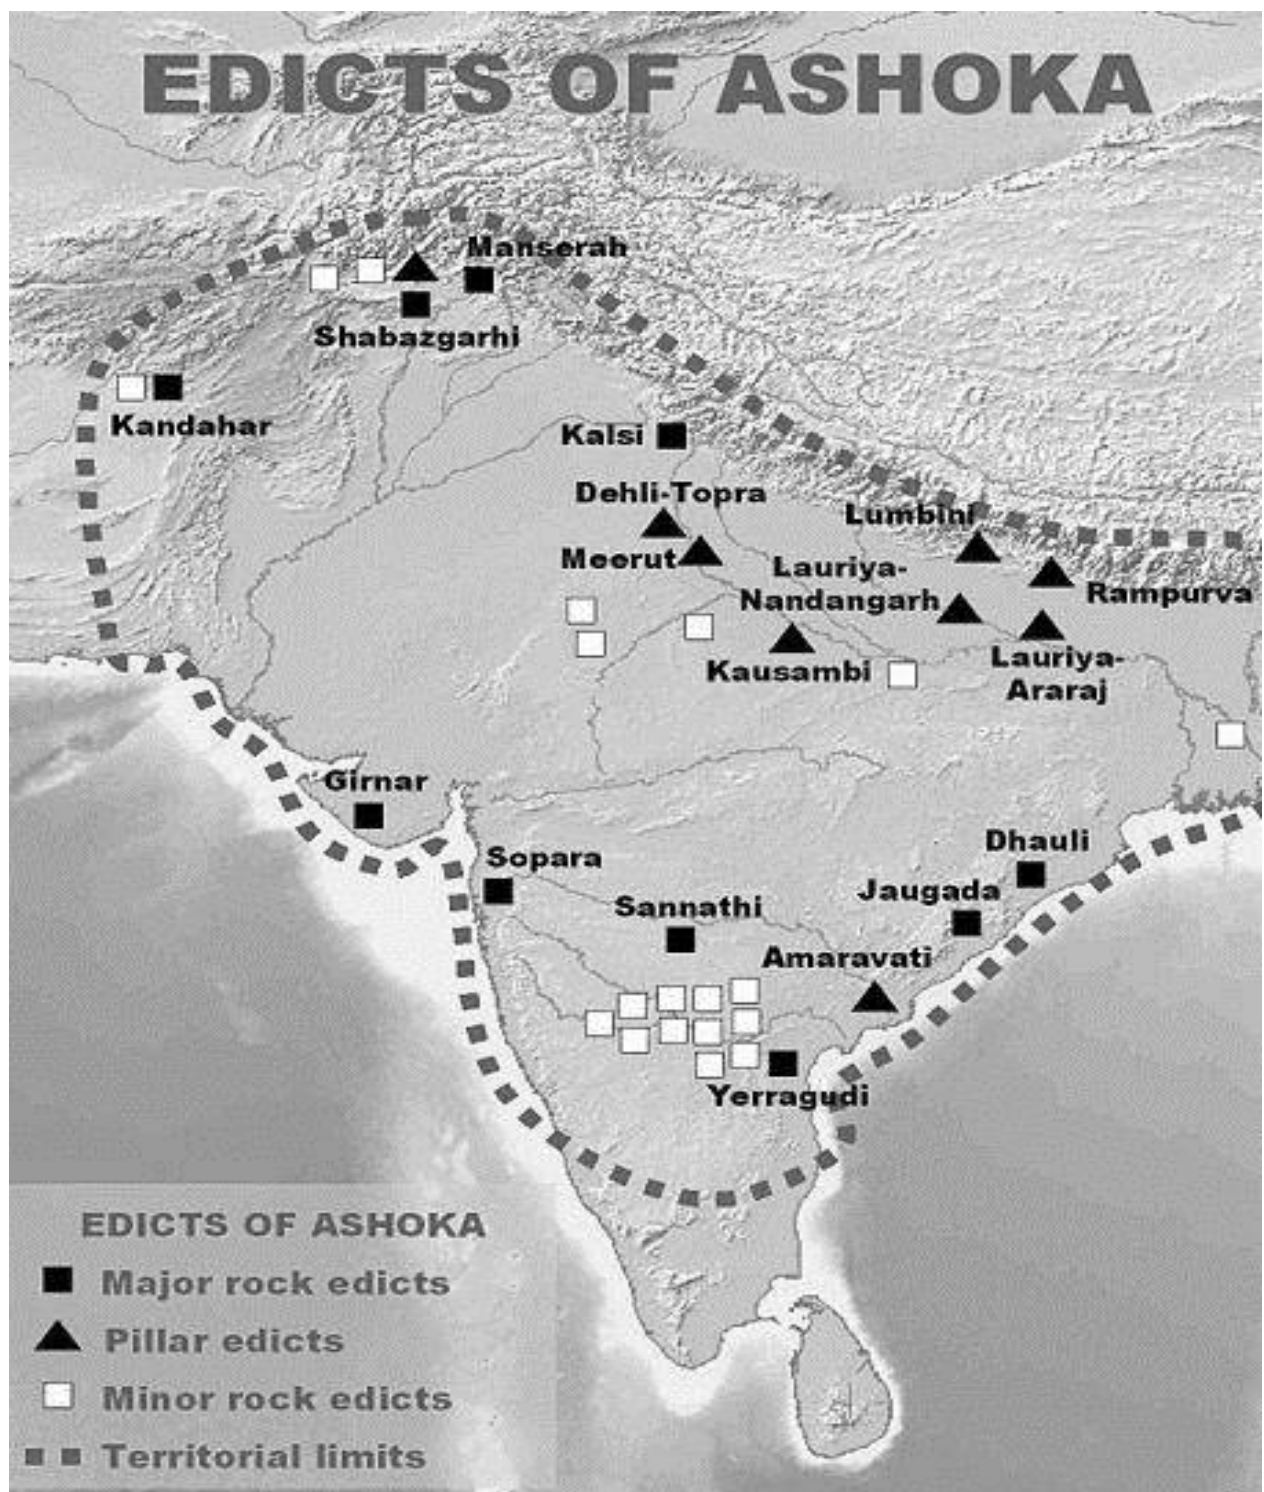 EDICTS OF ASHOKA
Manserah
Shabazgarhi
Kandahar
Kalsi
Dehli-Topra
Lumbini
Meerut
Lauriya-
Nandangarh
Rampurva
Kausambi
Lauriya-
Araraj
Girnar
Sopara
Dhauli
Jaugada
Sannathi
Amaravati
Yerragudi
EDICTS OF ASHOKA
Major rock edicts
Pillar edicts
Minor rock edicts
Territorial limits